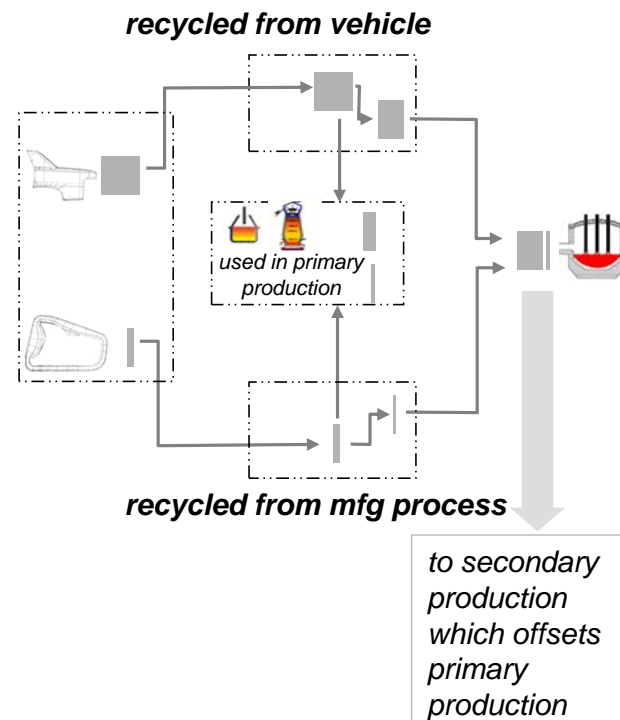 recycled from vehicle
used in primary
production
recycled from mfg process
to secondary
production
which offsets
primary
production